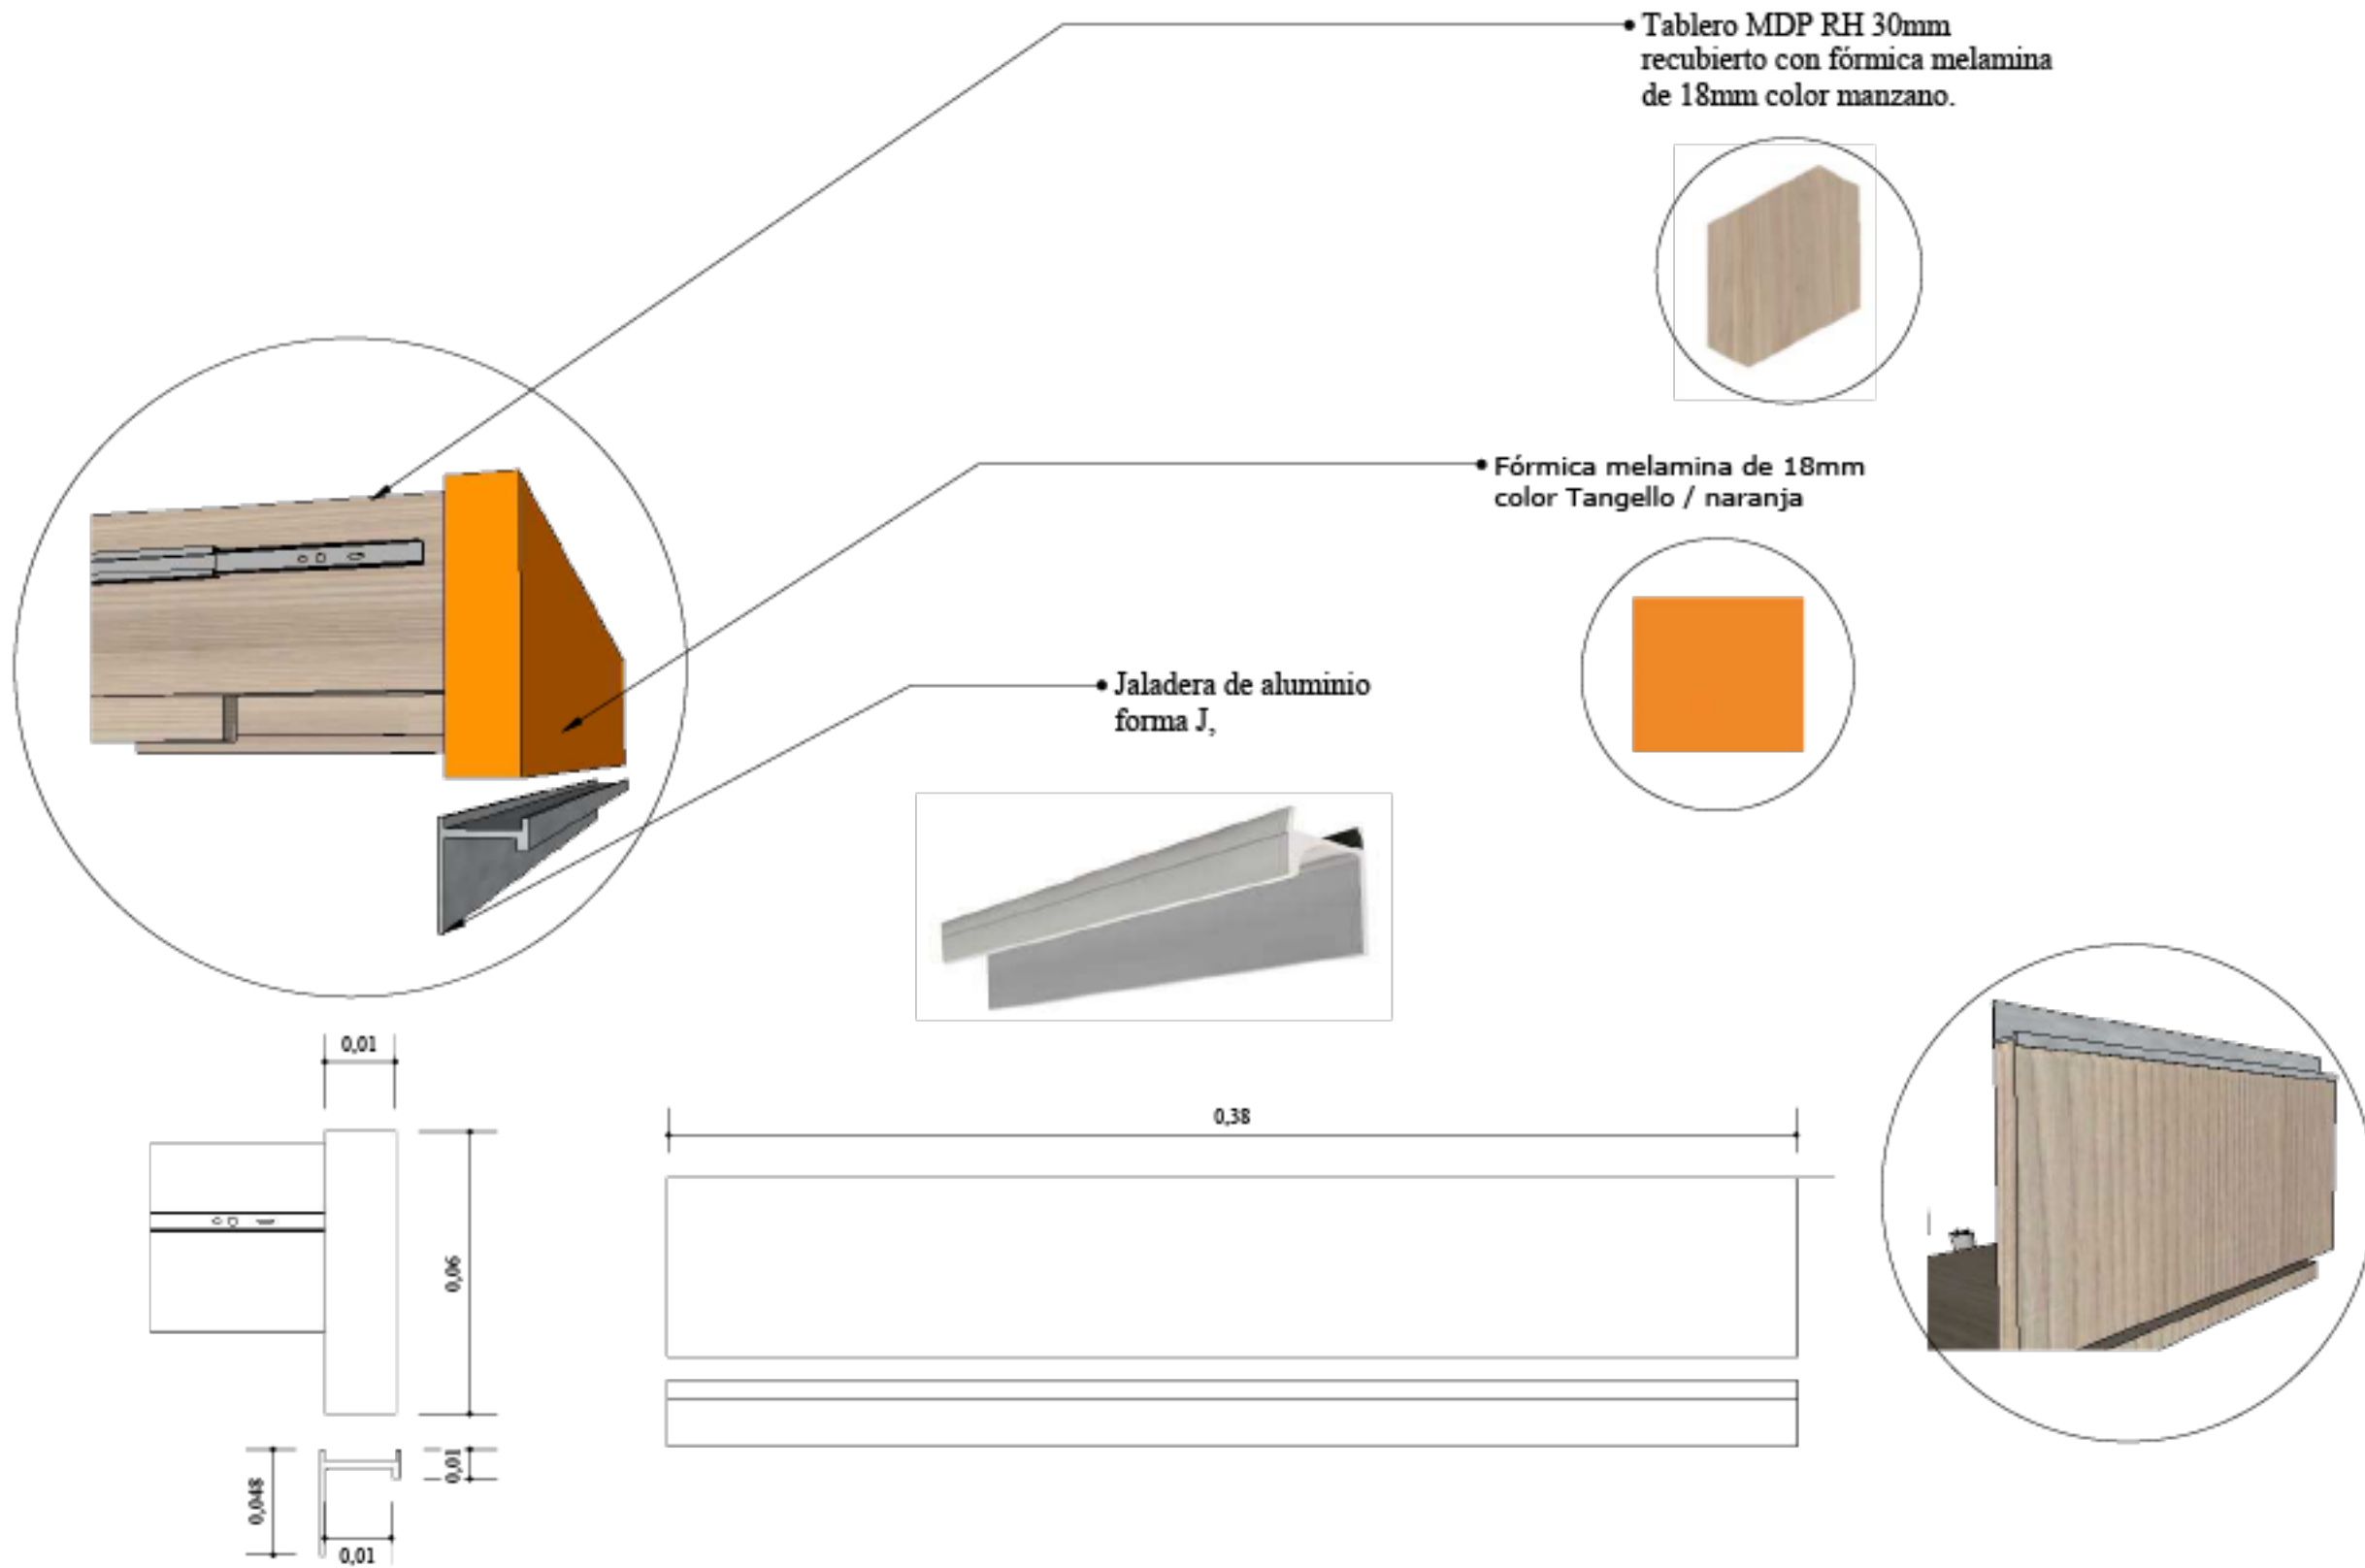 Tablero MDP RH 30mm
recubierto con fórmica melamina
de 18mm color manzano.
Fórmica melamina de 18mm
color Tangello / naranja
Jaladera de aluminio
forma J,
0,01
0,38
0,06
0,01
0,048
0,01